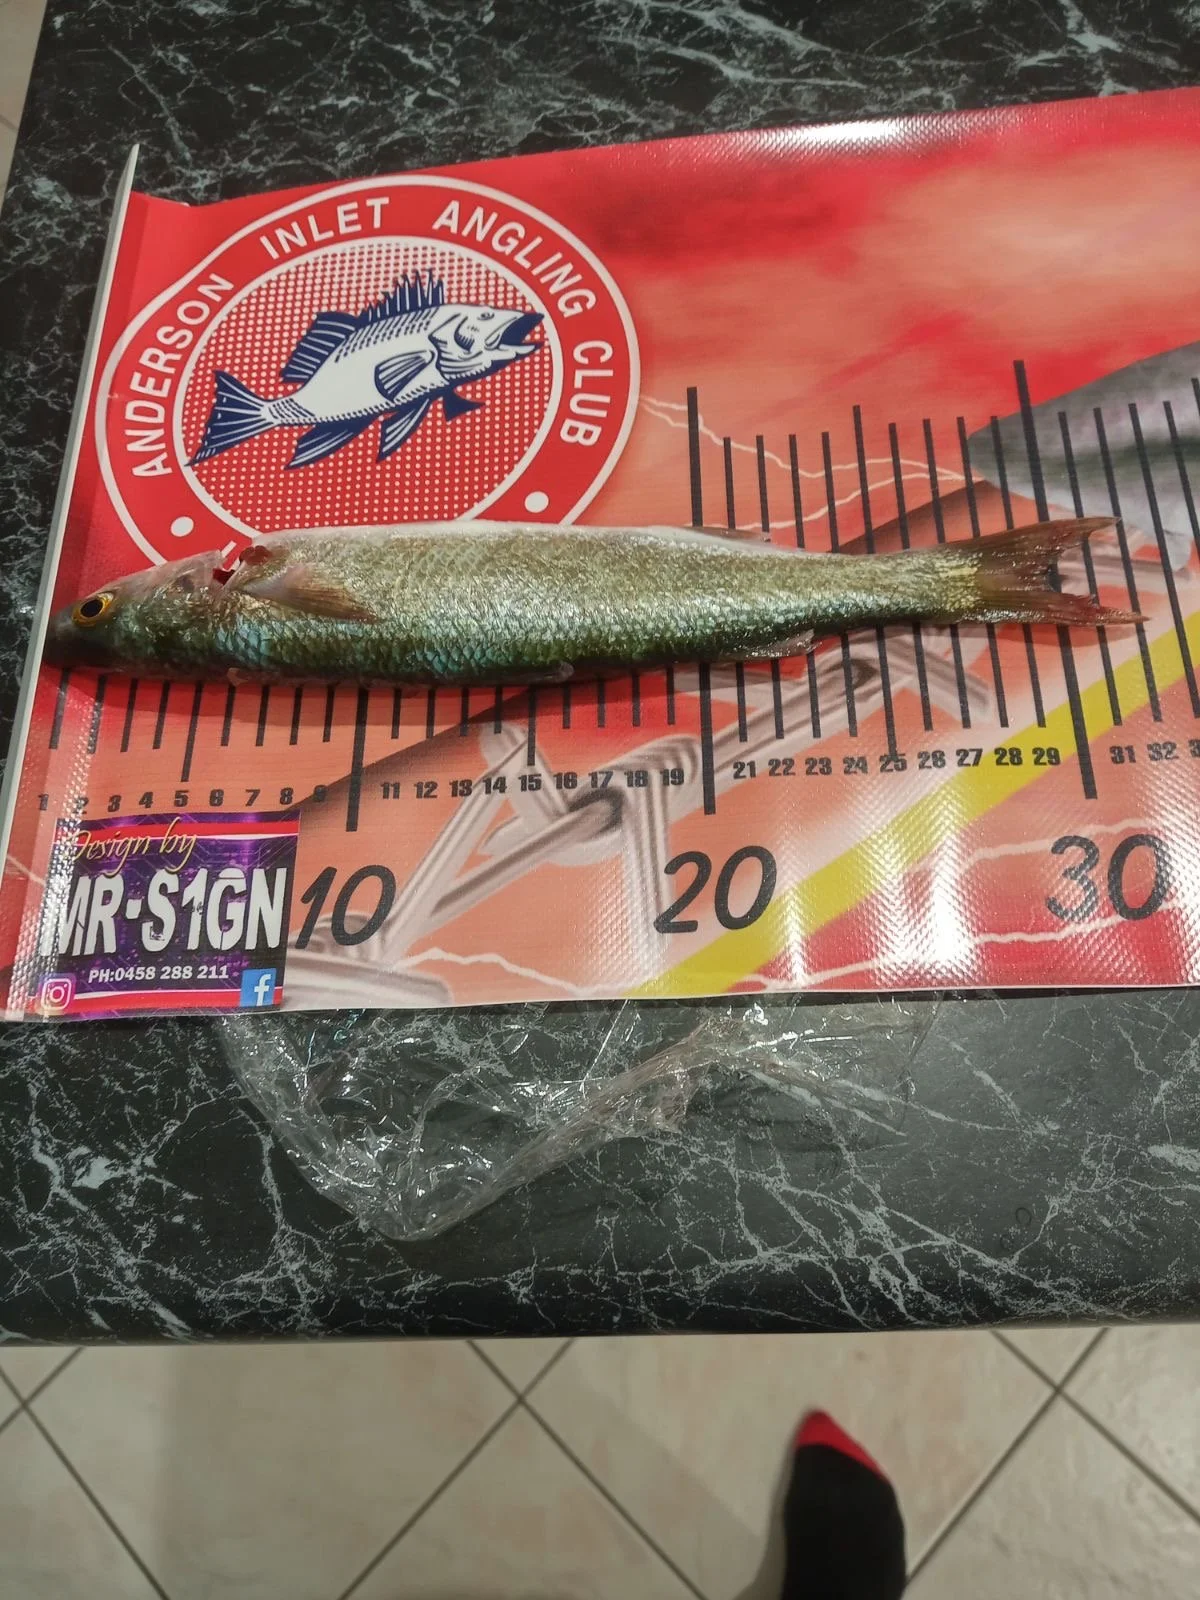 ANDERSON INLET ANGLING CLUB
1 2 3 4 5 6 7 8 9 11 12 13 14 15 16 17 18 19 21 22 23 24 25 26 27 28 29 31 32
10 20 30
Design by
MR-S1GN
PH:0458 288 211
f